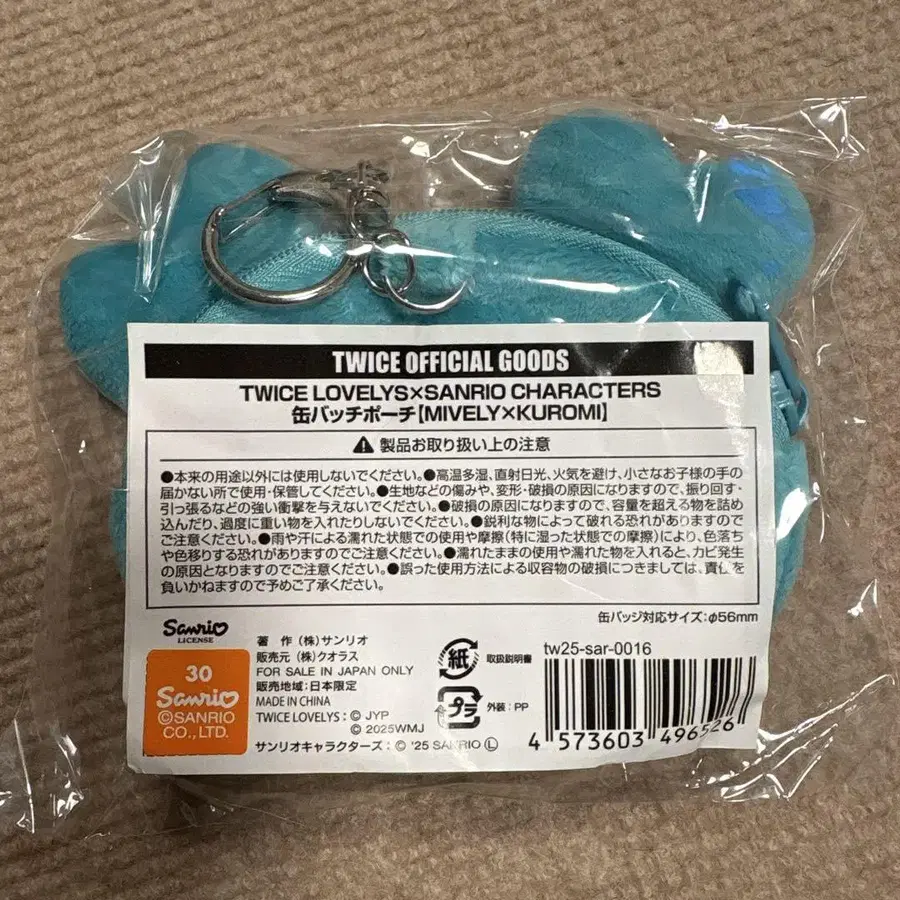 TWICE OFFICIAL GOODS
TWICE LOVELYS×SANRIO CHARACTERS
缶バッチポーチ【MIVELY×KUROMI】
製品お取り扱い上の注意
●本来の用途以外には使用しないでください。●高温多湿、直射日光、火気を避け、小さなお子様の手の
届かない所で使用・保管してください。●生地などの傷みや、変形・破損の原因になりますので、振り回す・
引っ張るなどの強い衝撃を与えないでください。●破損の原因になりますので、容量を超える物を詰め
込んだり、過度に重い物を入れたりしないでください。●鋭利な物によって破れる恐れがありますので
ご注意ください。●雨や汗による濡れた状態での使用や摩擦(特に湿った状態での摩擦)により、色落ち
や色移りする恐れがありますのでご注意ください。●濡れたままの使用や濡れた物を入れると、カビ発生
の原因となりますのでご注意ください。●誤った使用方法による収容物の破損につきましては、責任を
負いかねますので予めご了承ください。
缶バッジ対応サイズ:φ56mm
Sanrio
LICENSE
30
Sanrio
©SANRIO
CO., LTD.
著 作 (株)サンリオ
販売元 (株)クオラス
FOR SALE IN JAPAN ONLY
販売地域:日本限定
MADE IN CHINA
TWICE LOVELYS:© JYP
© 2025WMJ
サンリオキャラクターズ:© '25 SANRIO Ⓛ
紙
取扱説明書
プラ
外装:PP
tw25-sar-0016
4 573603 496526